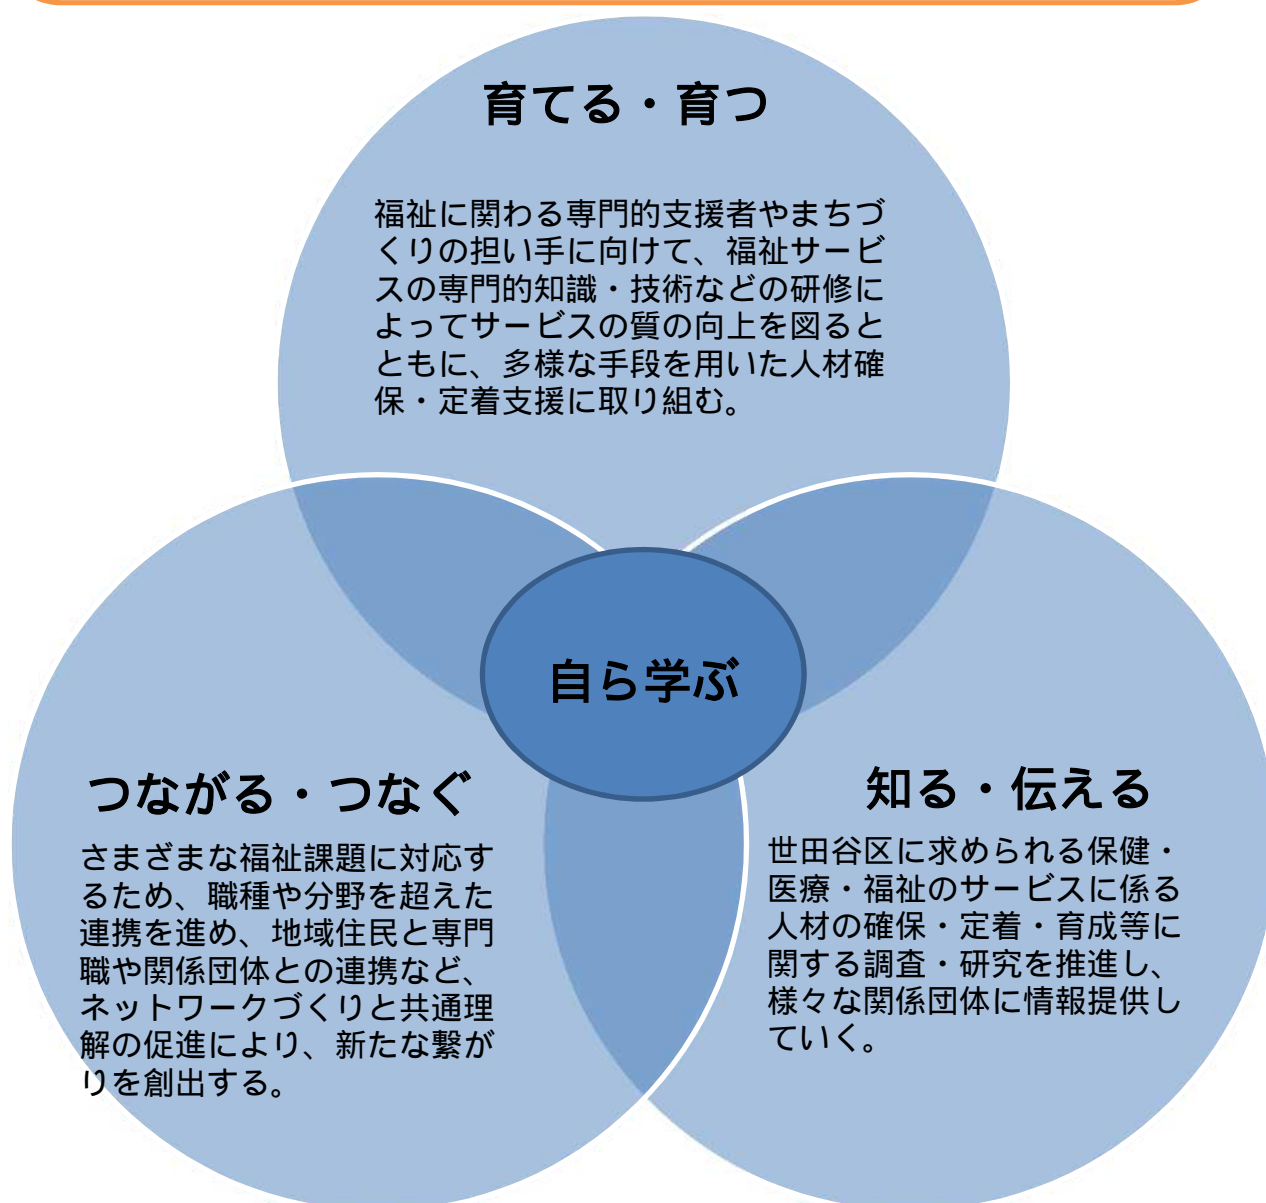 育てる・育つ
福祉に関わる専門的支援者やまちづ
くりの担い手に向けて、福祉サービ
スの専門的知識・技術などの研修に
よってサービスの質の向上を図ると
ともに、多様な手段を用いた人材確
保・定着支援に取り組む。
自ら学ぶ
つながる・つなぐ
さまざまな福祉課題に対応す
るため、職種や分野を超えた
連携を進め、地域住民と専門
職や関係団体との連携など、
ネットワークづくりと共通理
解の促進により、新たな繋が
りを創出する。
知る・伝える
世田谷区に求められる保健・
医療・福祉のサービスに係る
人材の確保・定着・育成等に
関する調査・研究を推進し、
様々な関係団体に情報提供し
ていく。